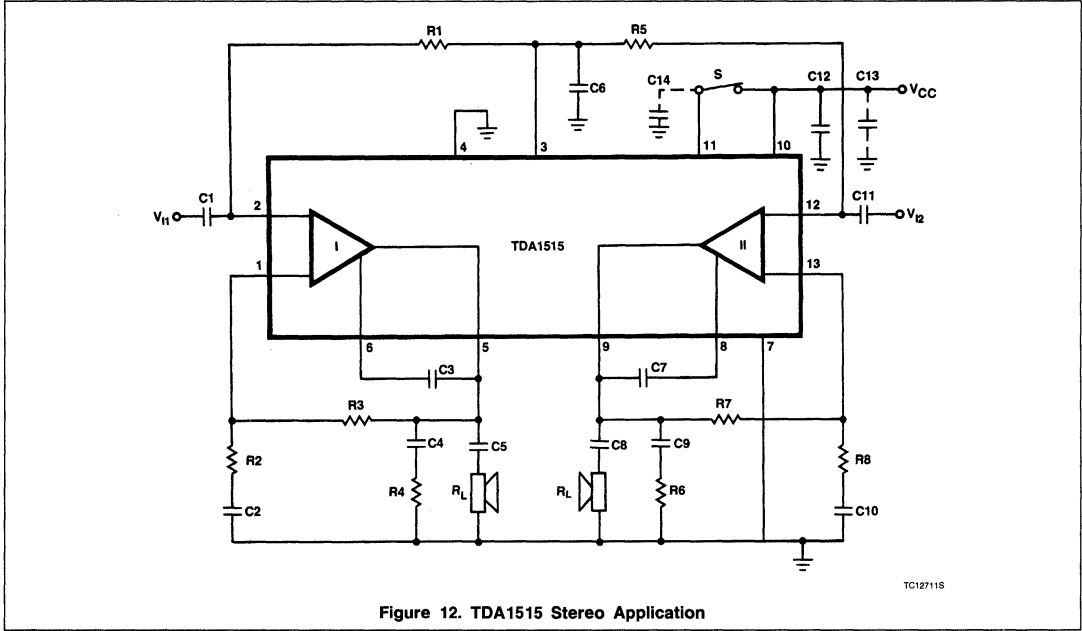 R1
R5
C6
C14
S
C12
C13
VCC
4
3
11
10
C1
VI1
2
12
C11
VI2
I
TDA1515
II
1
13
6
5
9
8
7
C3
C7
R3
R7
C4
C5
C8
C9
R2
R4
RL
RL
R6
R8
C2
C10
TC12711S
Figure 12. TDA1515 Stereo Application